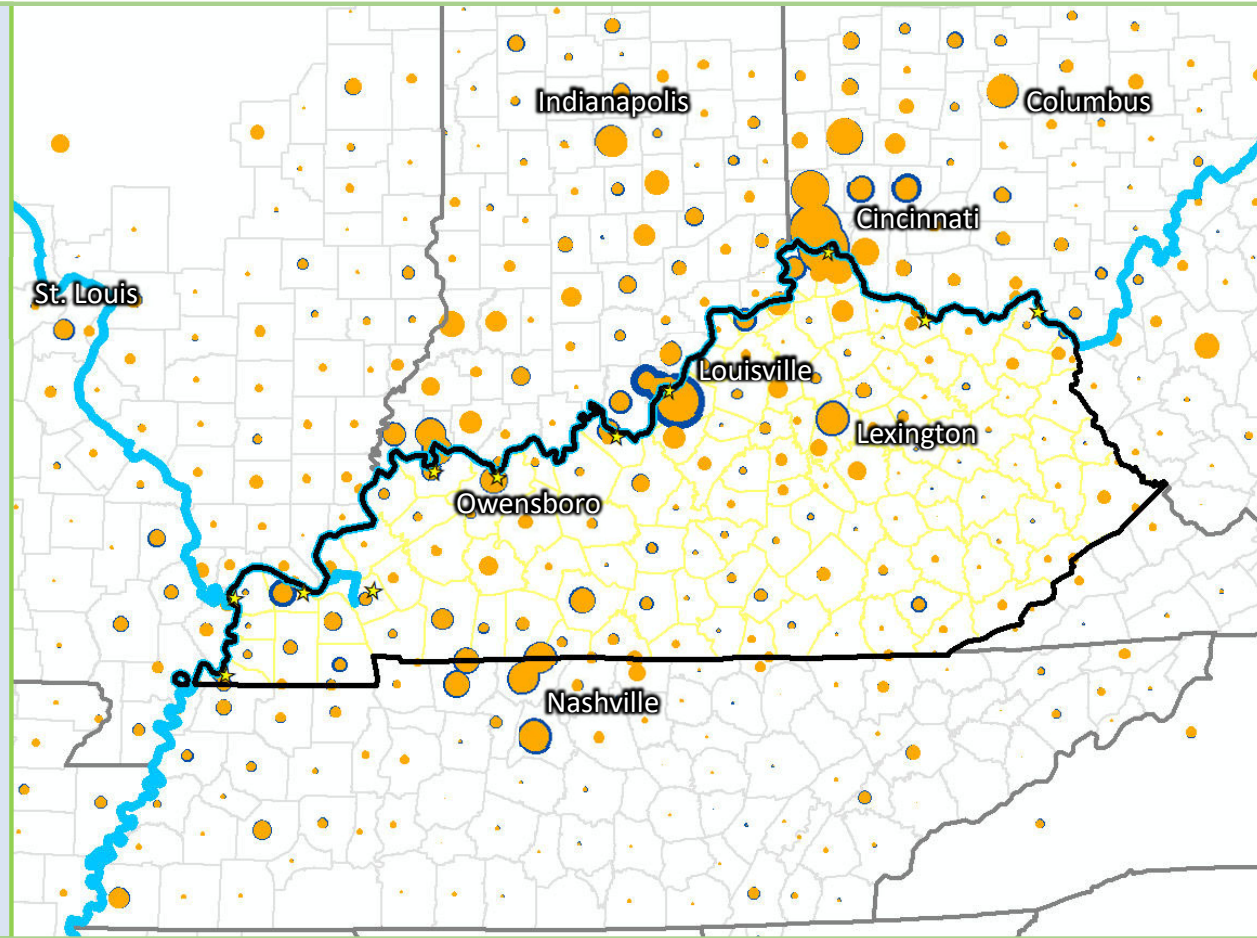 Indianapolis
Columbus
Cincinnati
St. Louis
Louisville
Lexington
Owensboro
Nashville